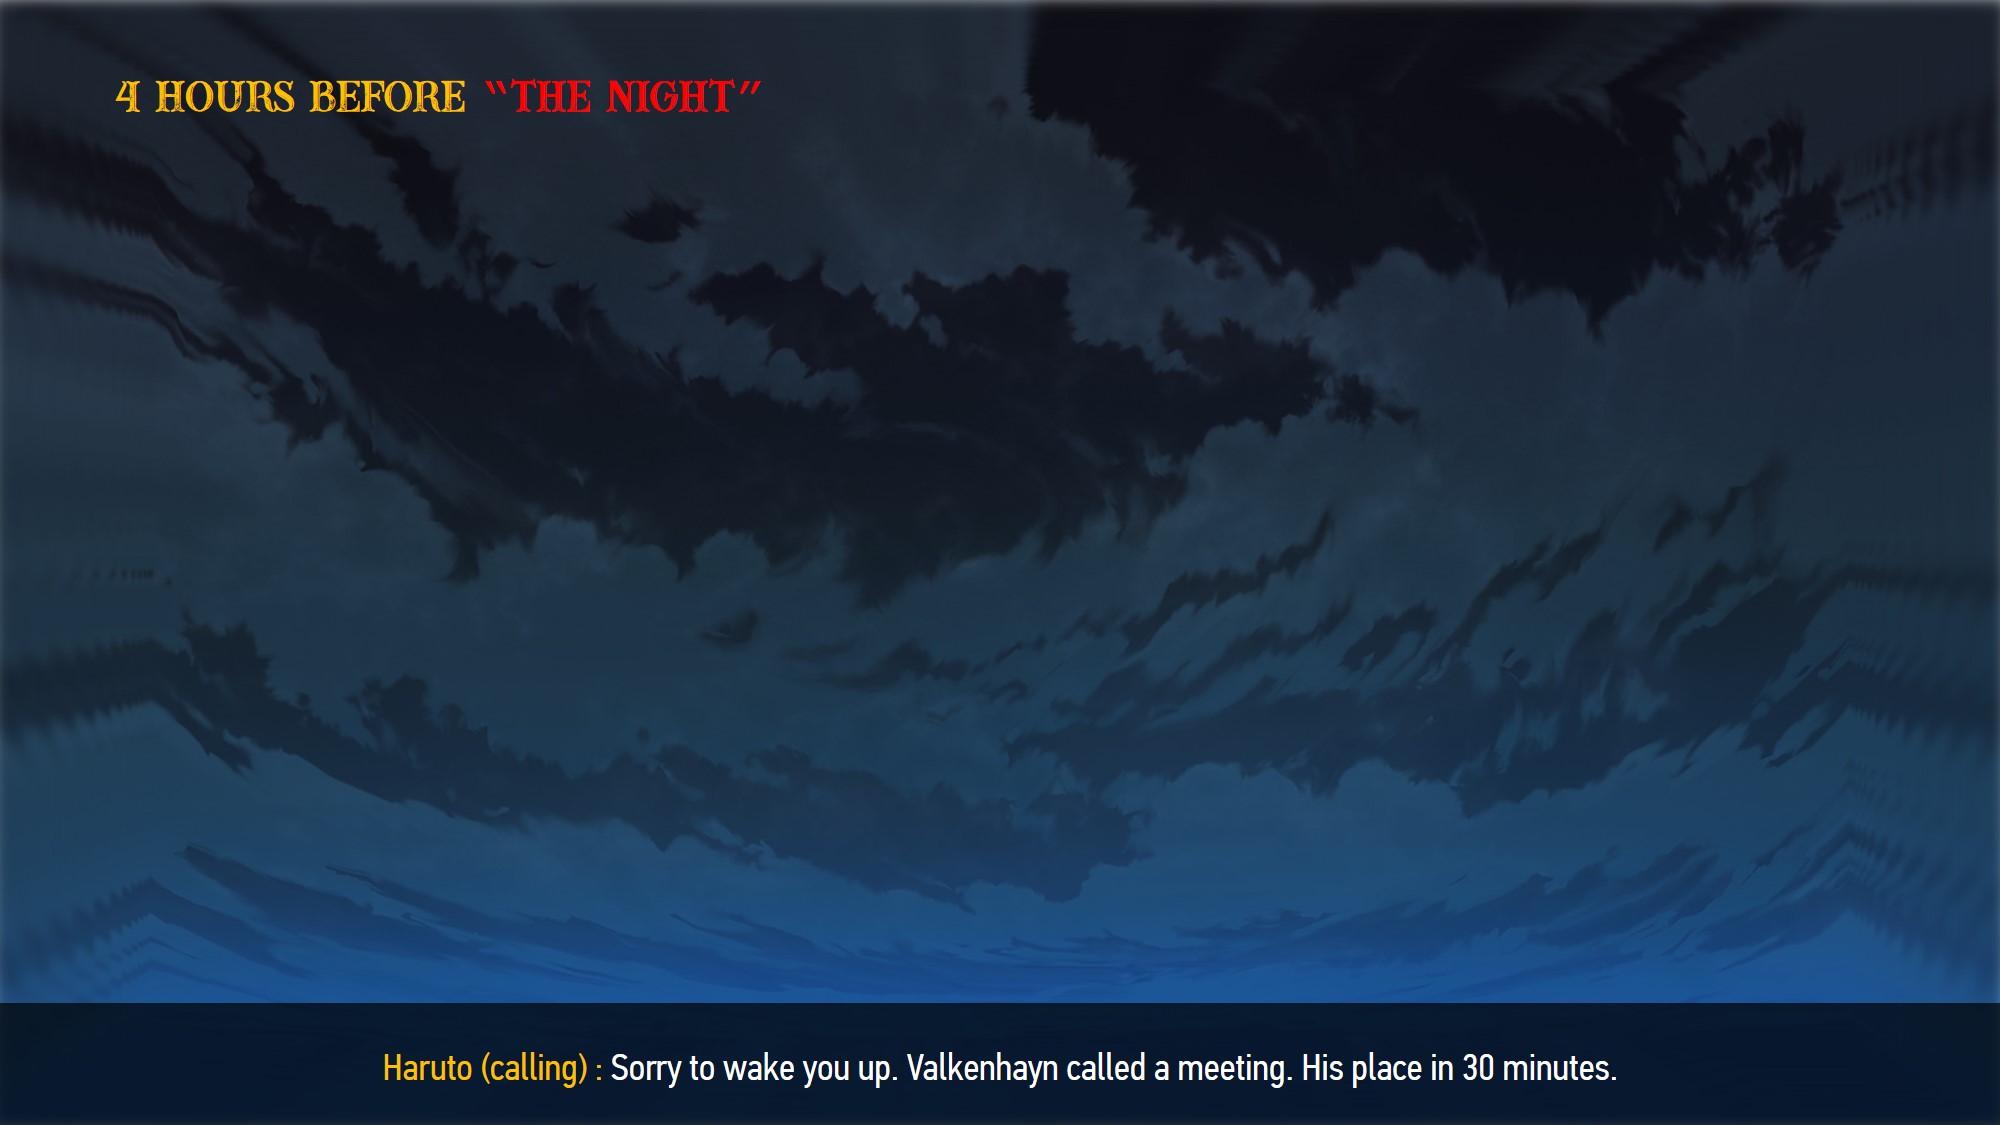 4 HOURS BEFORE “THE NIGHT”
Haruto (calling) : Sorry to wake you up. Valkenhayn called a meeting. His place in 30 minutes.